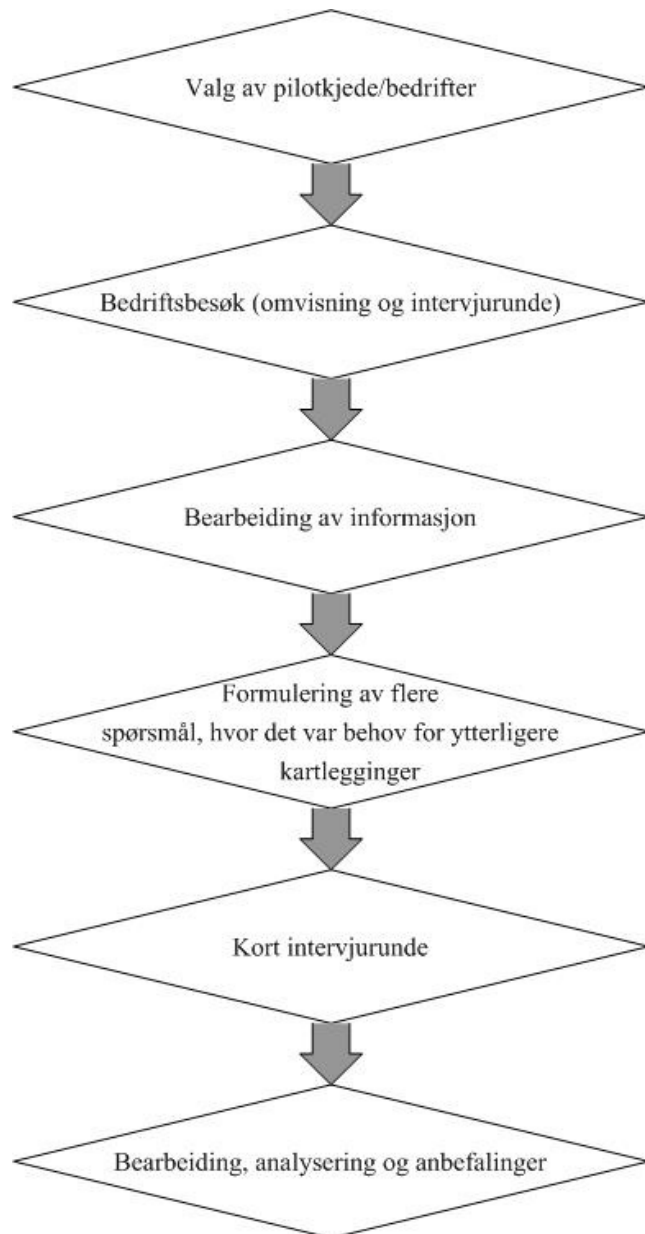 Valg av pilotkjede/bedrifter
Bedriftsbesøk (omvisning og intervjurunde)
Bearbeiding av informasjon
Formulering av flere
spørsmål, hvor det var behov for ytterligere
kartlegginger
Kort intervjurunde
Bearbeiding, analysering og anbefalinger